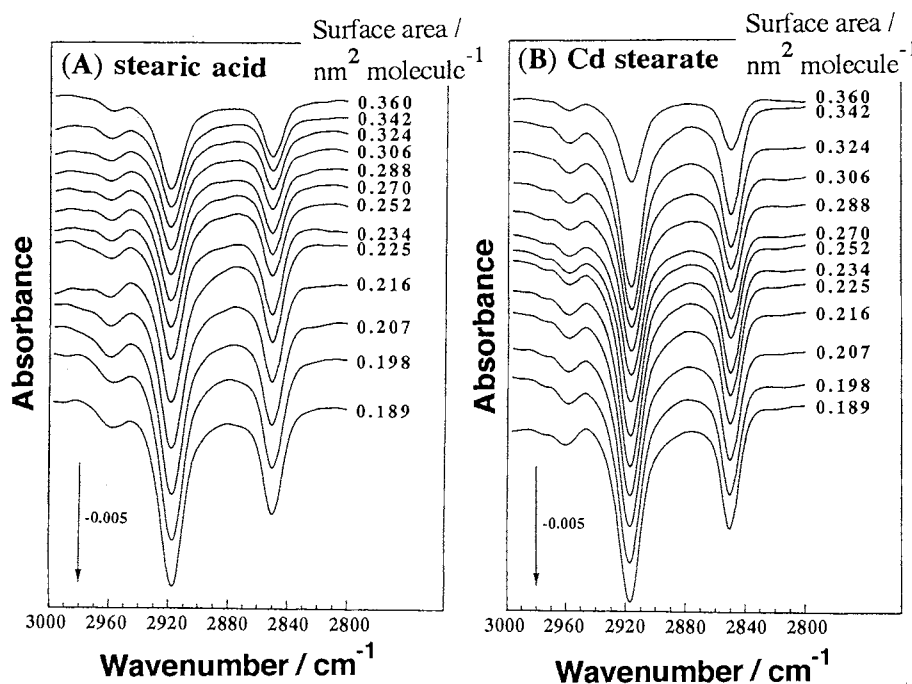 Surface area /
(A) stearic acid nm² molecule⁻¹
0.360
0.342
0.324
0.306
0.288
0.270
0.252
0.234
0.225
0.216
0.207
0.198
0.189
Absorbance
-0.005
3000 2960 2920 2880 2840 2800
Wavenumber / cm⁻¹
Surface area /
(B) Cd stearate nm² molecule⁻¹
0.360
0.342
0.324
0.306
0.288
0.270
0.252
0.234
0.225
0.216
0.207
0.198
0.189
Absorbance
-0.005
3000 2960 2920 2880 2840 2800
Wavenumber / cm⁻¹